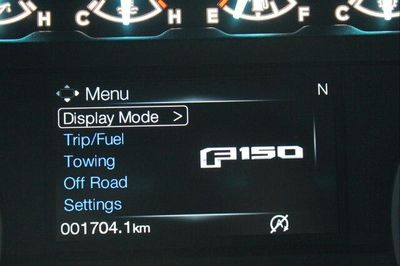 H C H E F C H
Menu N
Display Mode >
Trip/Fuel
Towing
F150
Off Road
Settings
001704.1km